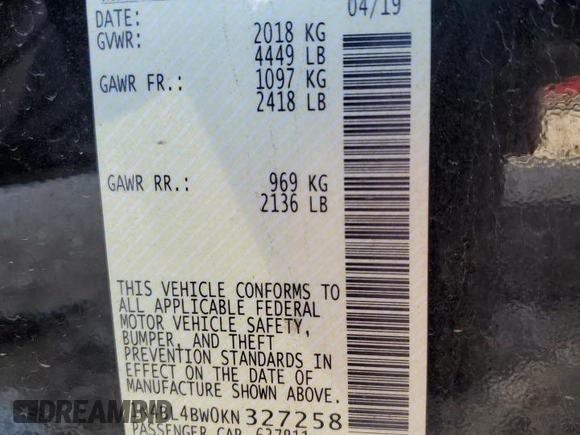 DATE: 04/19
GVWR: 2018 KG
4449 LB
GAWR FR.: 1097 KG
2418 LB
GAWR RR.: 969 KG
2136 LB
THIS VEHICLE CONFORMS TO
ALL APPLICABLE FEDERAL
MOTOR VEHICLE SAFETY,
BUMPER, AND THEFT
PREVENTION STANDARDS IN
EFFECT ON THE DATE OF
MANUFACTURE SHOWN ABOVE.
327258
PASSENGER CAR
DREAMBID